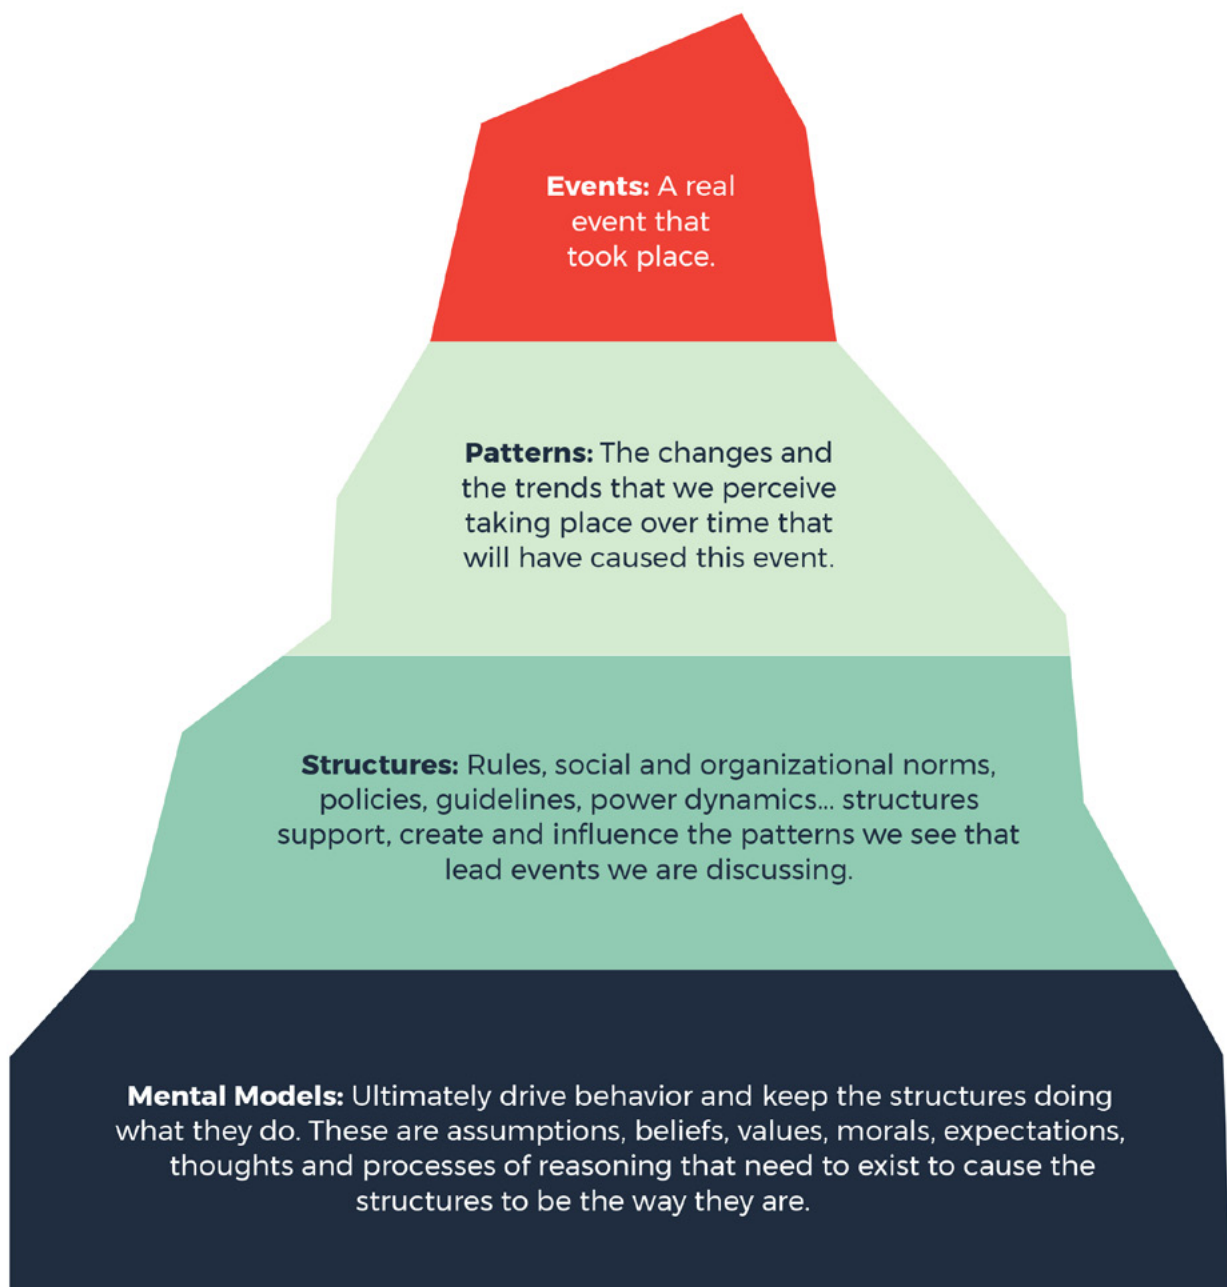 Events: A real
event that
took place.
Patterns: The changes and
the trends that we perceive
taking place over time that
will have caused this event.
Structures: Rules, social and organizational norms,
policies, guidelines, power dynamics... structures
support, create and influence the patterns we see that
lead events we are discussing.
Mental Models: Ultimately drive behavior and keep the structures doing
what they do. These are assumptions, beliefs, values, morals, expectations,
thoughts and processes of reasoning that need to exist to cause the
structures to be the way they are.